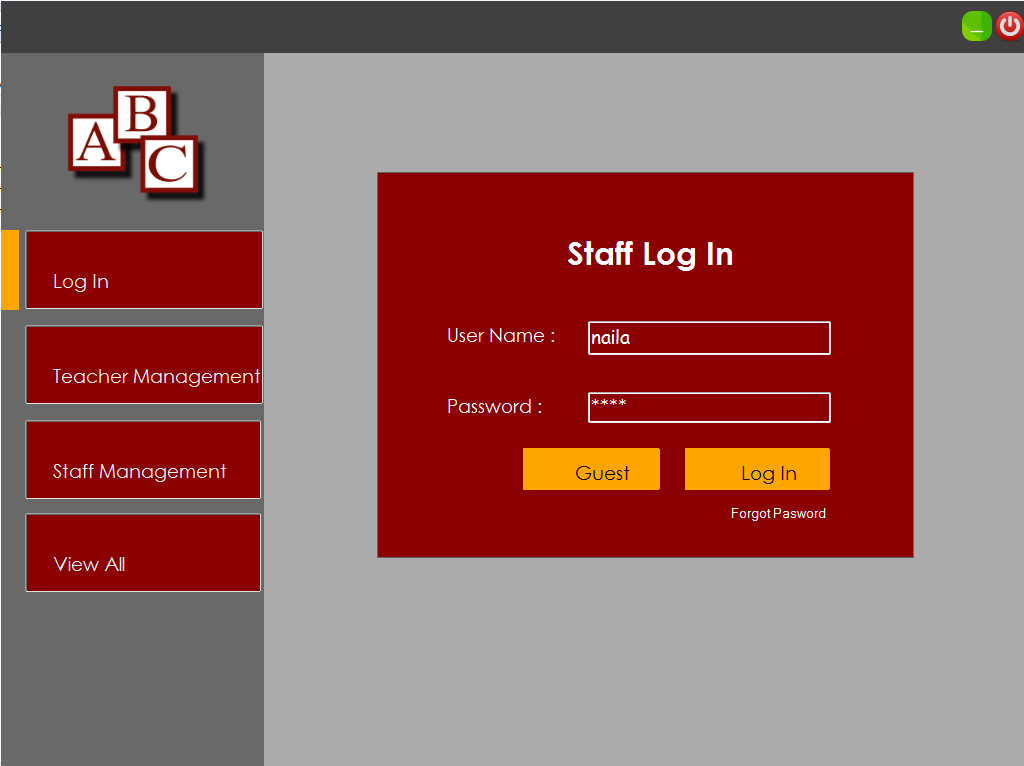 A B C
Log In
Teacher Management
Staff Management
View All
Staff Log In
User Name : naila
Password : ****
Guest Log In
Forgot Pasword